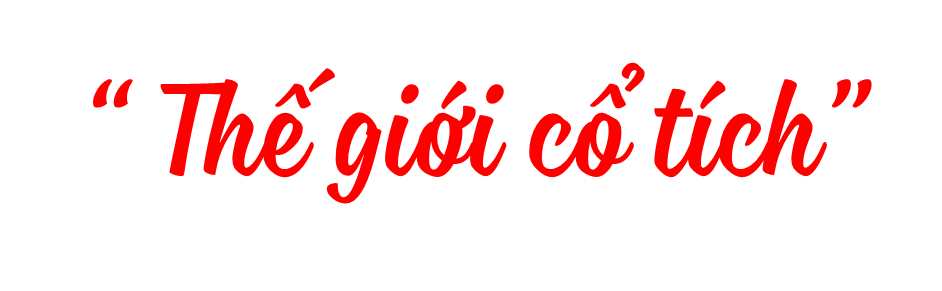 “ Thế giới cổ tích”